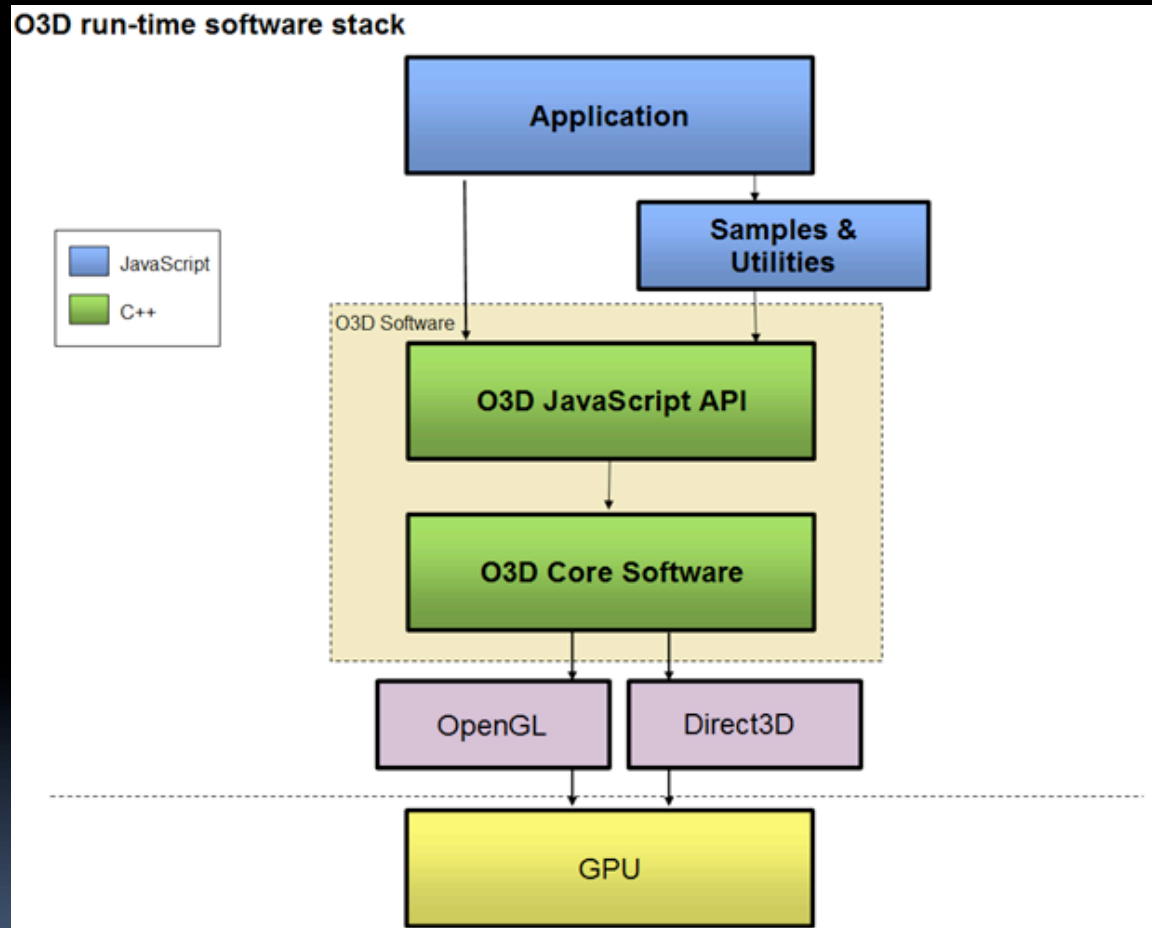 O3D run-time software stack
Application
Samples &
Utilities
JavaScript
C++
O3D Software
O3D JavaScript API
O3D Core Software
OpenGL
Direct3D
GPU